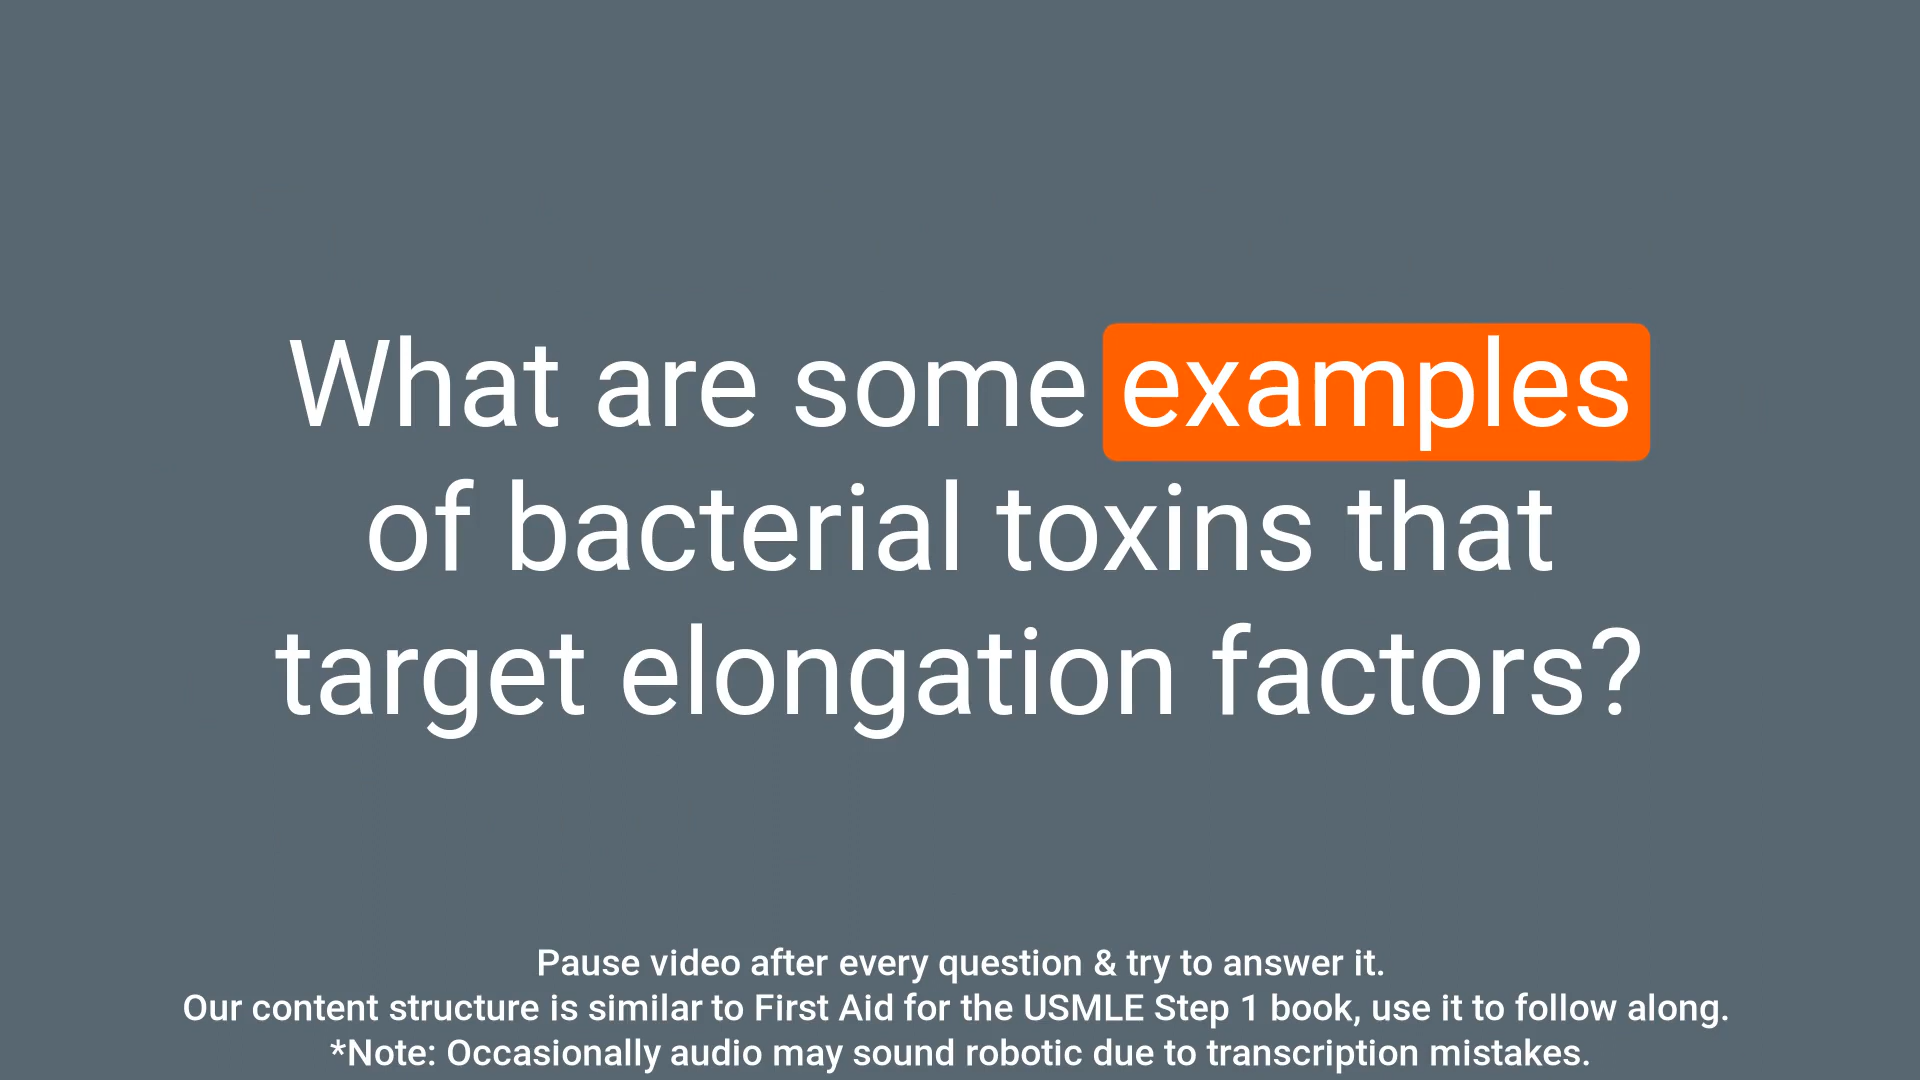 What are some examples
of bacterial toxins that
target elongation factors?
Pause video after every question & try to answer it.
Our content structure is similar to First Aid for the USMLE Step 1 book, use it to follow along.
*Note: Occasionally audio may sound robotic due to transcription mistakes.